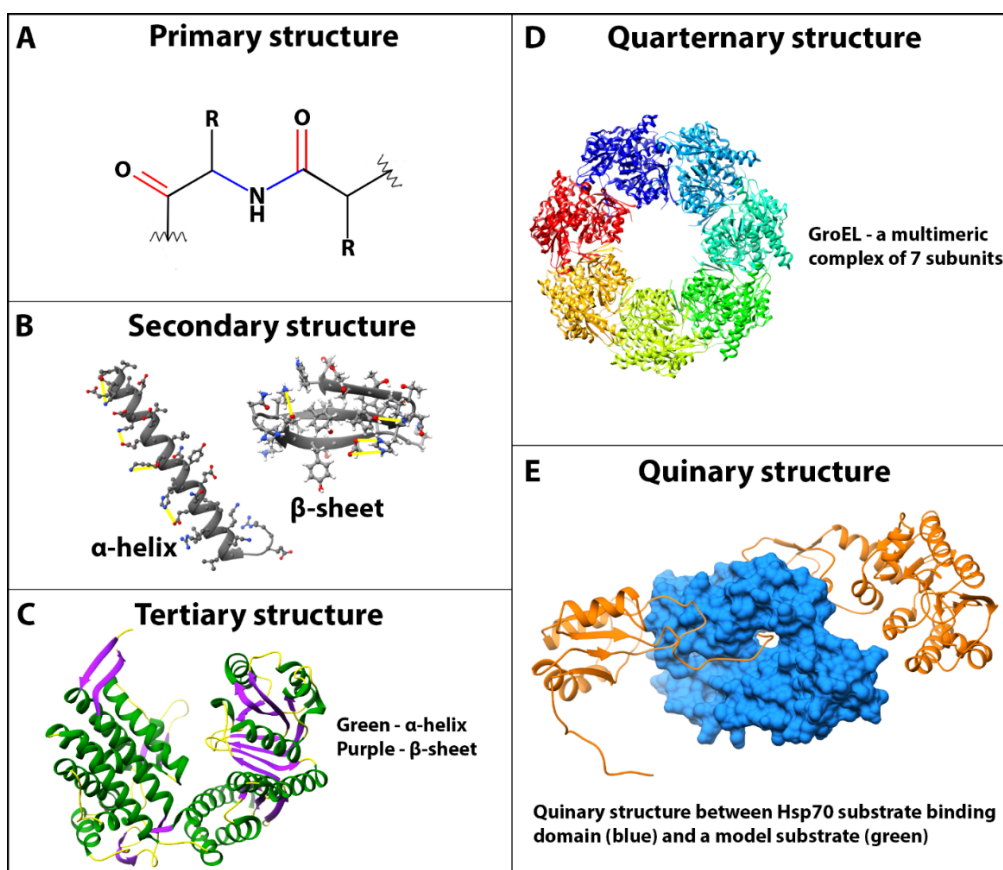 A
Primary structure
O
R
N
H
O
R
B
Secondary structure
α-helix
β-sheet
C
Tertiary structure
Green - α-helix
Purple - β-sheet
D
Quarternary structure
GroEL - a multimeric
complex of 7 subunits
E
Quinary structure
Quinary structure between Hsp70 substrate binding
domain (blue) and a model substrate (green)